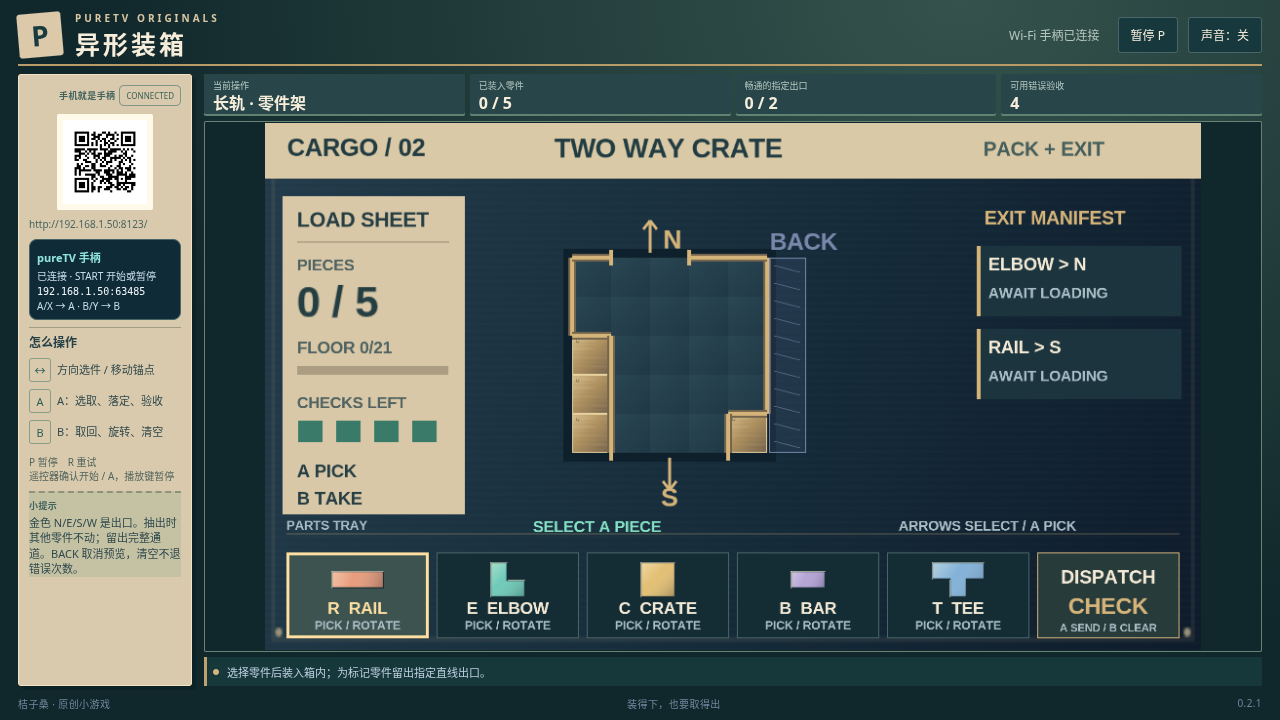 P
PURETV ORIGINALS
异形装箱
Wi-Fi 手柄已连接
暂停 P
声音：关
手机就是手柄
CONNECTED
http://192.168.1.50:8123/
pureTV 手柄
已连接 · START 开始或暂停
192.168.1.50:63485
A/X → A · B/Y → B
怎么操作
↔ 方向选件 / 移动锚点
A A：选取、落定、验收
B B：取回、旋转、清空
P 暂停 R 重试
遥控器确认开始 / A，播放键暂停
小提示
金色 N/E/S/W 是出口。抽出时
其他零件不动；留出完整通
道。BACK 取消预览，清空不退
错误次数。
当前操作
长轨 · 零件架
已装入零件
0 / 5
畅通的指定出口
0 / 2
可用错误验收
4
CARGO / 02
TWO WAY CRATE
PACK + EXIT
LOAD SHEET
PIECES
0 / 5
FLOOR 0/21
CHECKS LEFT
A PICK
B TAKE
N
BACK
S
EXIT MANIFEST
ELBOW > N
AWAIT LOADING
RAIL > S
AWAIT LOADING
PARTS TRAY
SELECT A PIECE
ARROWS SELECT / A PICK
R RAIL
PICK / ROTATE
E ELBOW
PICK / ROTATE
C CRATE
PICK / ROTATE
B BAR
PICK / ROTATE
T TEE
PICK / ROTATE
DISPATCH
CHECK
A SEND / B CLEAR
选择零件后装入箱内；为标记零件留出指定直线出口。
桔子桑 · 原创小游戏
装得下，也要取得出
0.2.1